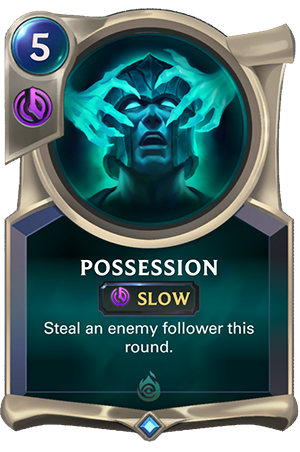 5
POSSESSION
SLOW
Steal an enemy follower this
round.